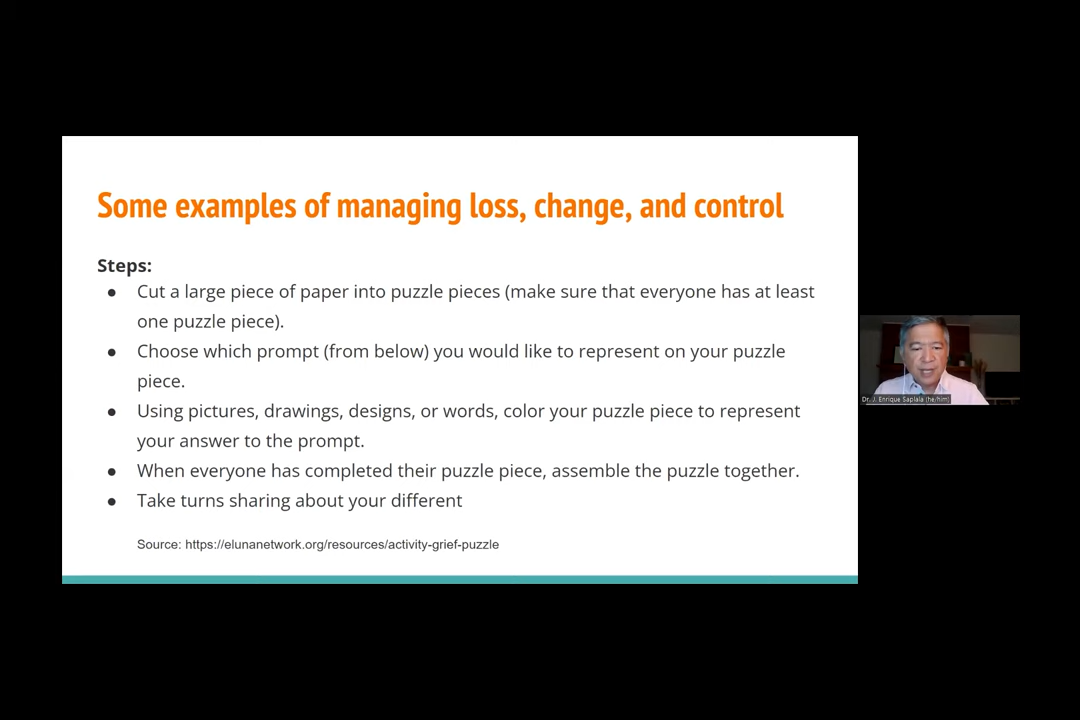 Some examples of managing loss, change, and control
Steps:
● Cut a large piece of paper into puzzle pieces (make sure that everyone has at least
one puzzle piece).
● Choose which prompt (from below) you would like to represent on your puzzle
piece.
● Using pictures, drawings, designs, or words, color your puzzle piece to represent
your answer to the prompt.
● When everyone has completed their puzzle piece, assemble the puzzle together.
● Take turns sharing about your different
Source: https://elunanetwork.org/resources/activity-grief-puzzle
Dr. J. Enrique Saplala (he/him)